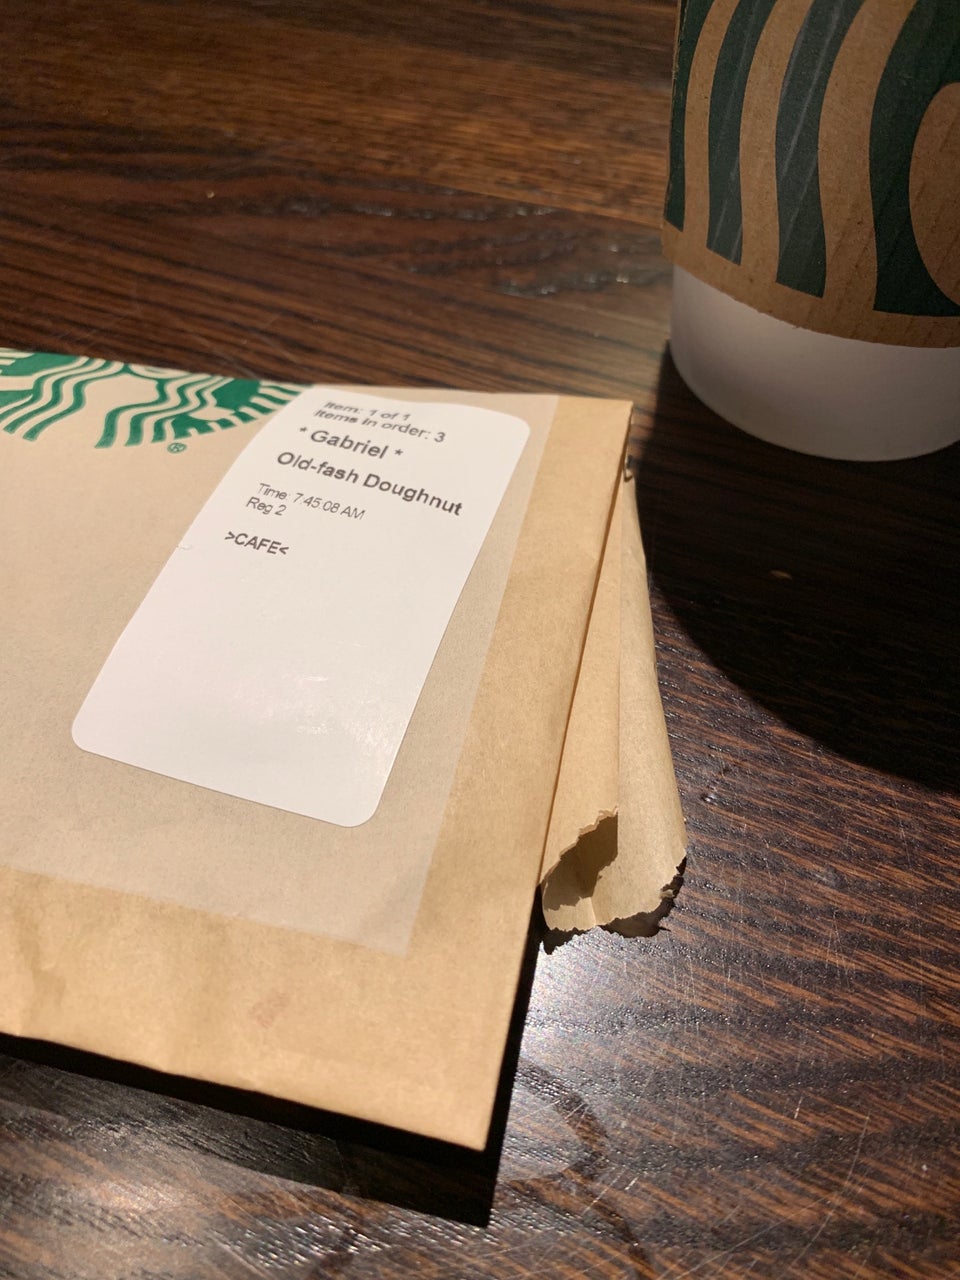 Item: 1 of 1
Items in order: 3
* Gabriel *
Old-fash Doughnut
Time: 7:45:08 AM
Reg 2
>CAFE<
®